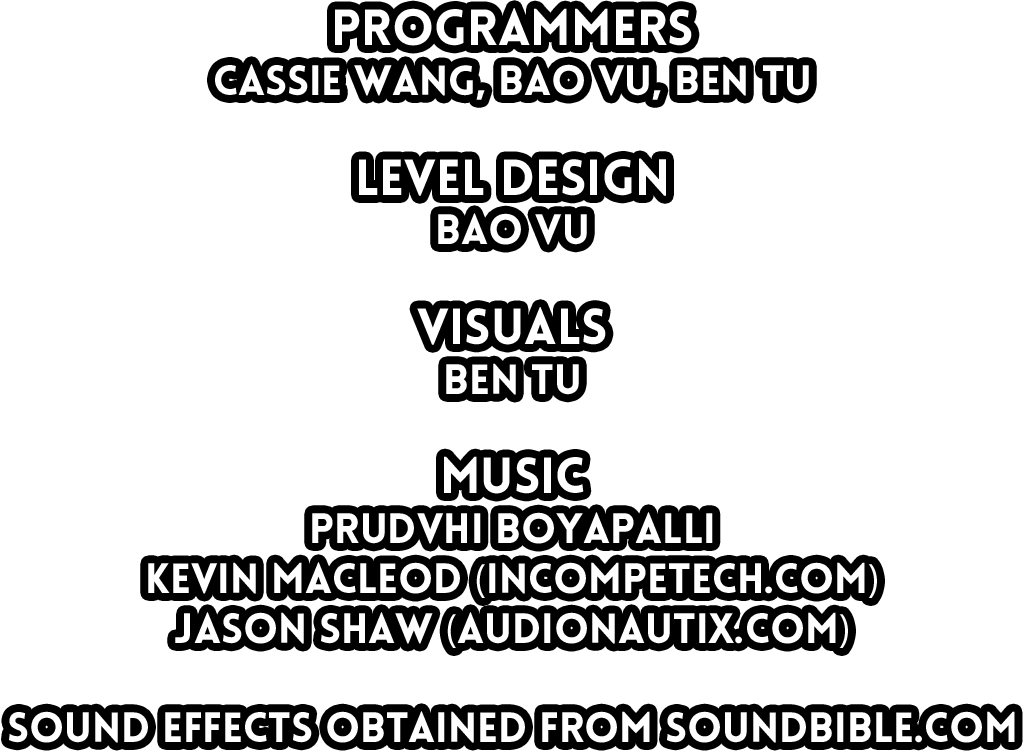 PROGRAMMERS
CASSIE WANG, BAO VU, BEN TU
LEVEL DESIGN
BAO VU
VISUALS
BEN TU
MUSIC
PRUDVHI BOYAPALLI
KEVIN MACLEOD (INCOMPETECH.COM)
JASON SHAW (AUDIONAUTIX.COM)
SOUND EFFECTS OBTAINED FROM SOUNDBIBLE.COM